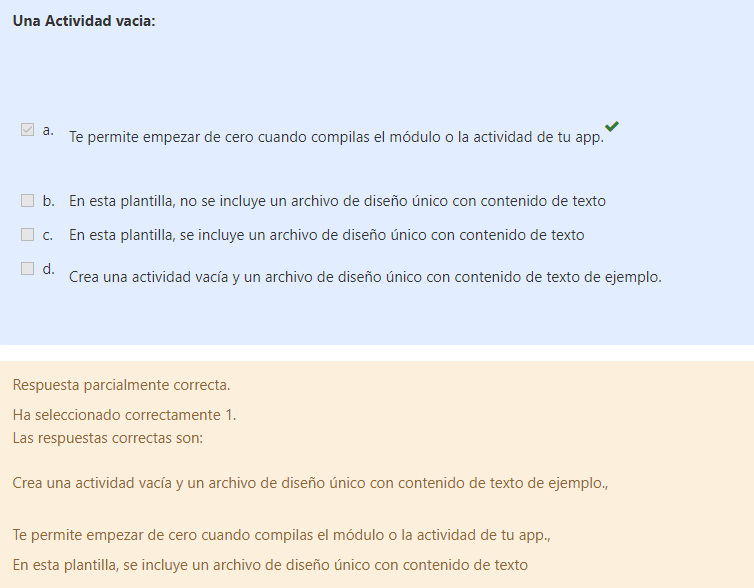 Una Actividad vacia:
a. Te permite empezar de cero cuando compilas el módulo o la actividad de tu app.
b. En esta plantilla, no se incluye un archivo de diseño único con contenido de texto
c. En esta plantilla, se incluye un archivo de diseño único con contenido de texto
d. Crea una actividad vacía y un archivo de diseño único con contenido de texto de ejemplo.
Respuesta parcialmente correcta.
Ha seleccionado correctamente 1.
Las respuestas correctas son:
Crea una actividad vacía y un archivo de diseño único con contenido de texto de ejemplo.,
Te permite empezar de cero cuando compilas el módulo o la actividad de tu app.,
En esta plantilla, se incluye un archivo de diseño único con contenido de texto